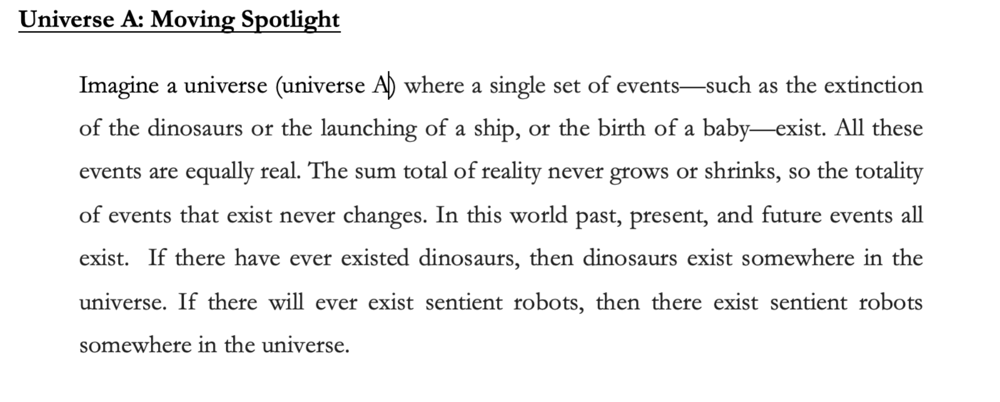 Universe A: Moving Spotlight
Imagine a universe (universe A) where a single set of events—such as the extinction
of the dinosaurs or the launching of a ship, or the birth of a baby—exist. All these
events are equally real. The sum total of reality never grows or shrinks, so the totality
of events that exist never changes. In this world past, present, and future events all
exist.  If there have ever existed dinosaurs, then dinosaurs exist somewhere in the
universe. If there will ever exist sentient robots, then there exist sentient robots
somewhere in the universe.